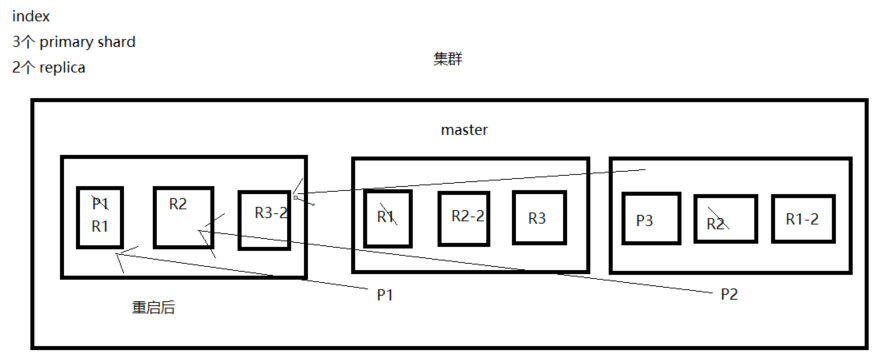 index
3个 primary shard
2个 replica
集群
master
P1
R1
R2
R3-2
R1
R2-2
R3
P3
R2
R1-2
重启后
P1
P2